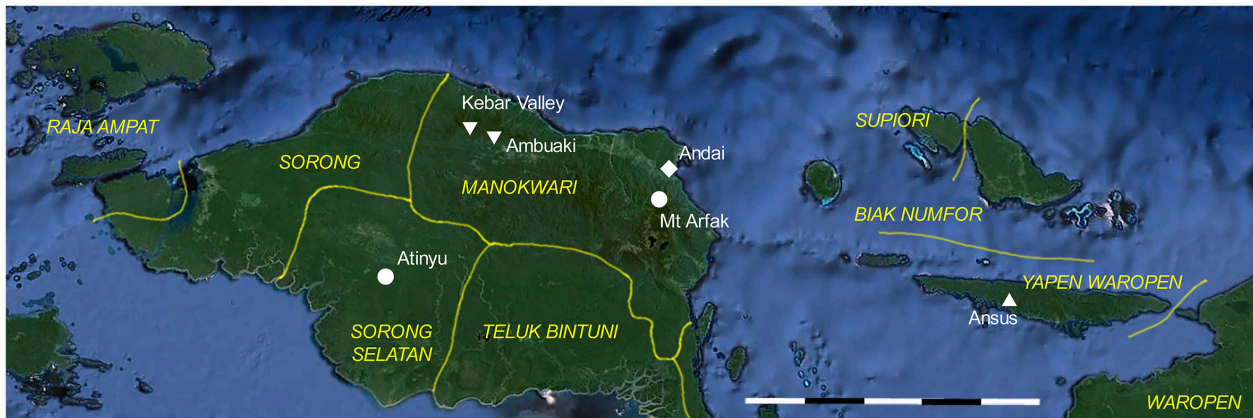 Kebar Valley
RAJA AMPAT
SUPIORI
Ambuaki
SORONG
Andai
MANOKWARI
BIAK NUMFOR
Mt Arfak
Atinyu
YAPEN WAROPEN
Ansus
SORONG
SELATAN
TELUK BINTUNI
WAROPEN